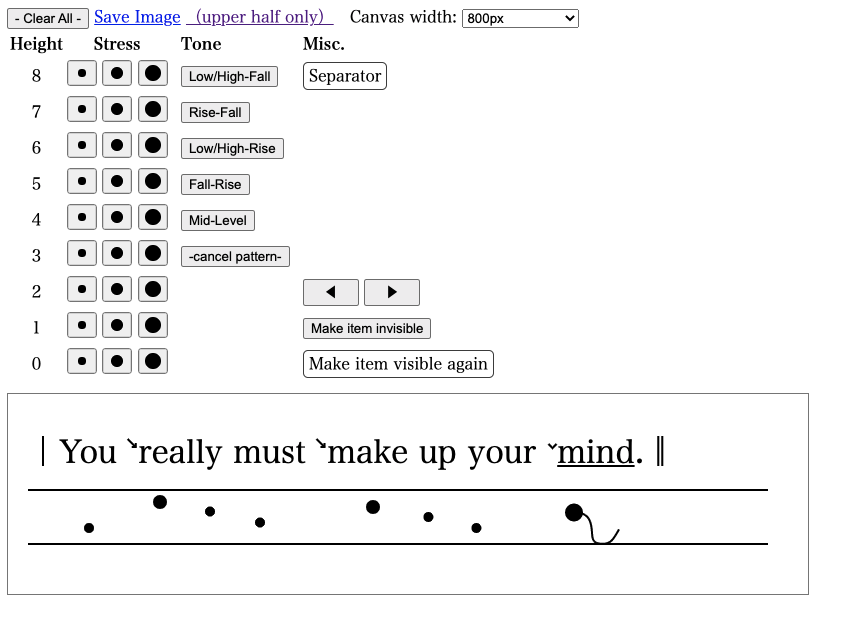 - Clear All - Save Image (upper half only) Canvas width: 800px
Height Stress Tone Misc.
8 Low/High-Fall Separator
7 Rise-Fall
6 Low/High-Rise
5 Fall-Rise
4 Mid-Level
3 -cancel pattern-
2 ◀ ▶
1 Make item invisible
0 Make item visible again
| You ↘really must ↘make up your ˇmind. ‖